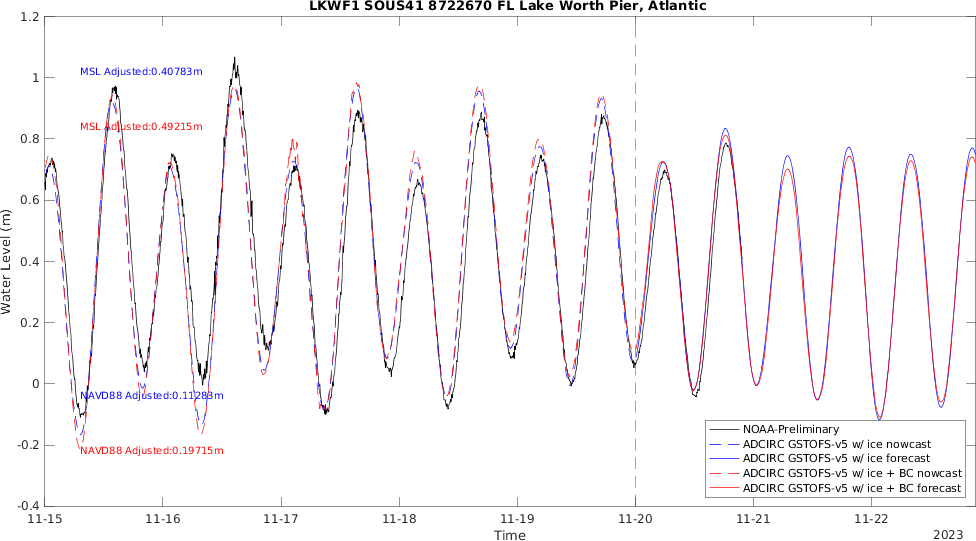 LKWF1 SOUS41 8722670 FL Lake Worth Pier, Atlantic
1.2
1
0.8
0.6
0.4
0.2
0
-0.2
-0.4
Water Level (m)
MSL Adjusted:0.40783m
MSL Adjusted:0.49215m
NAVD88 Adjusted:0.11283m
NAVD88 Adjusted:0.19715m
NOAA-Preliminary
ADCIRC GSTOFS-v5 w/ ice nowcast
ADCIRC GSTOFS-v5 w/ ice forecast
ADCIRC GSTOFS-v5 w/ ice + BC nowcast
ADCIRC GSTOFS-v5 w/ ice + BC forecast
11-15 11-16 11-17 11-18 11-19 11-20 11-21 11-22
2023
Time